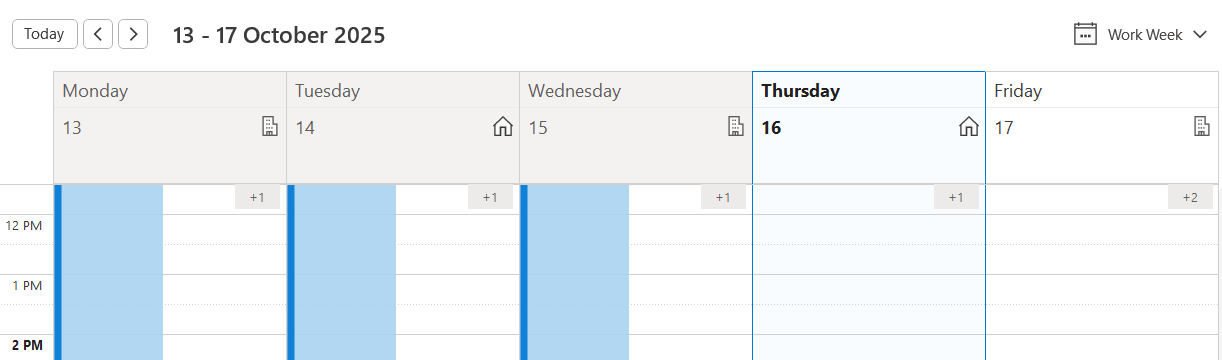 Today 13 - 17 October 2025 Work Week
Monday Tuesday Wednesday Thursday Friday
13 14 15 16 17
+1 +1 +1 +1 +2
12 PM
1 PM
2 PM